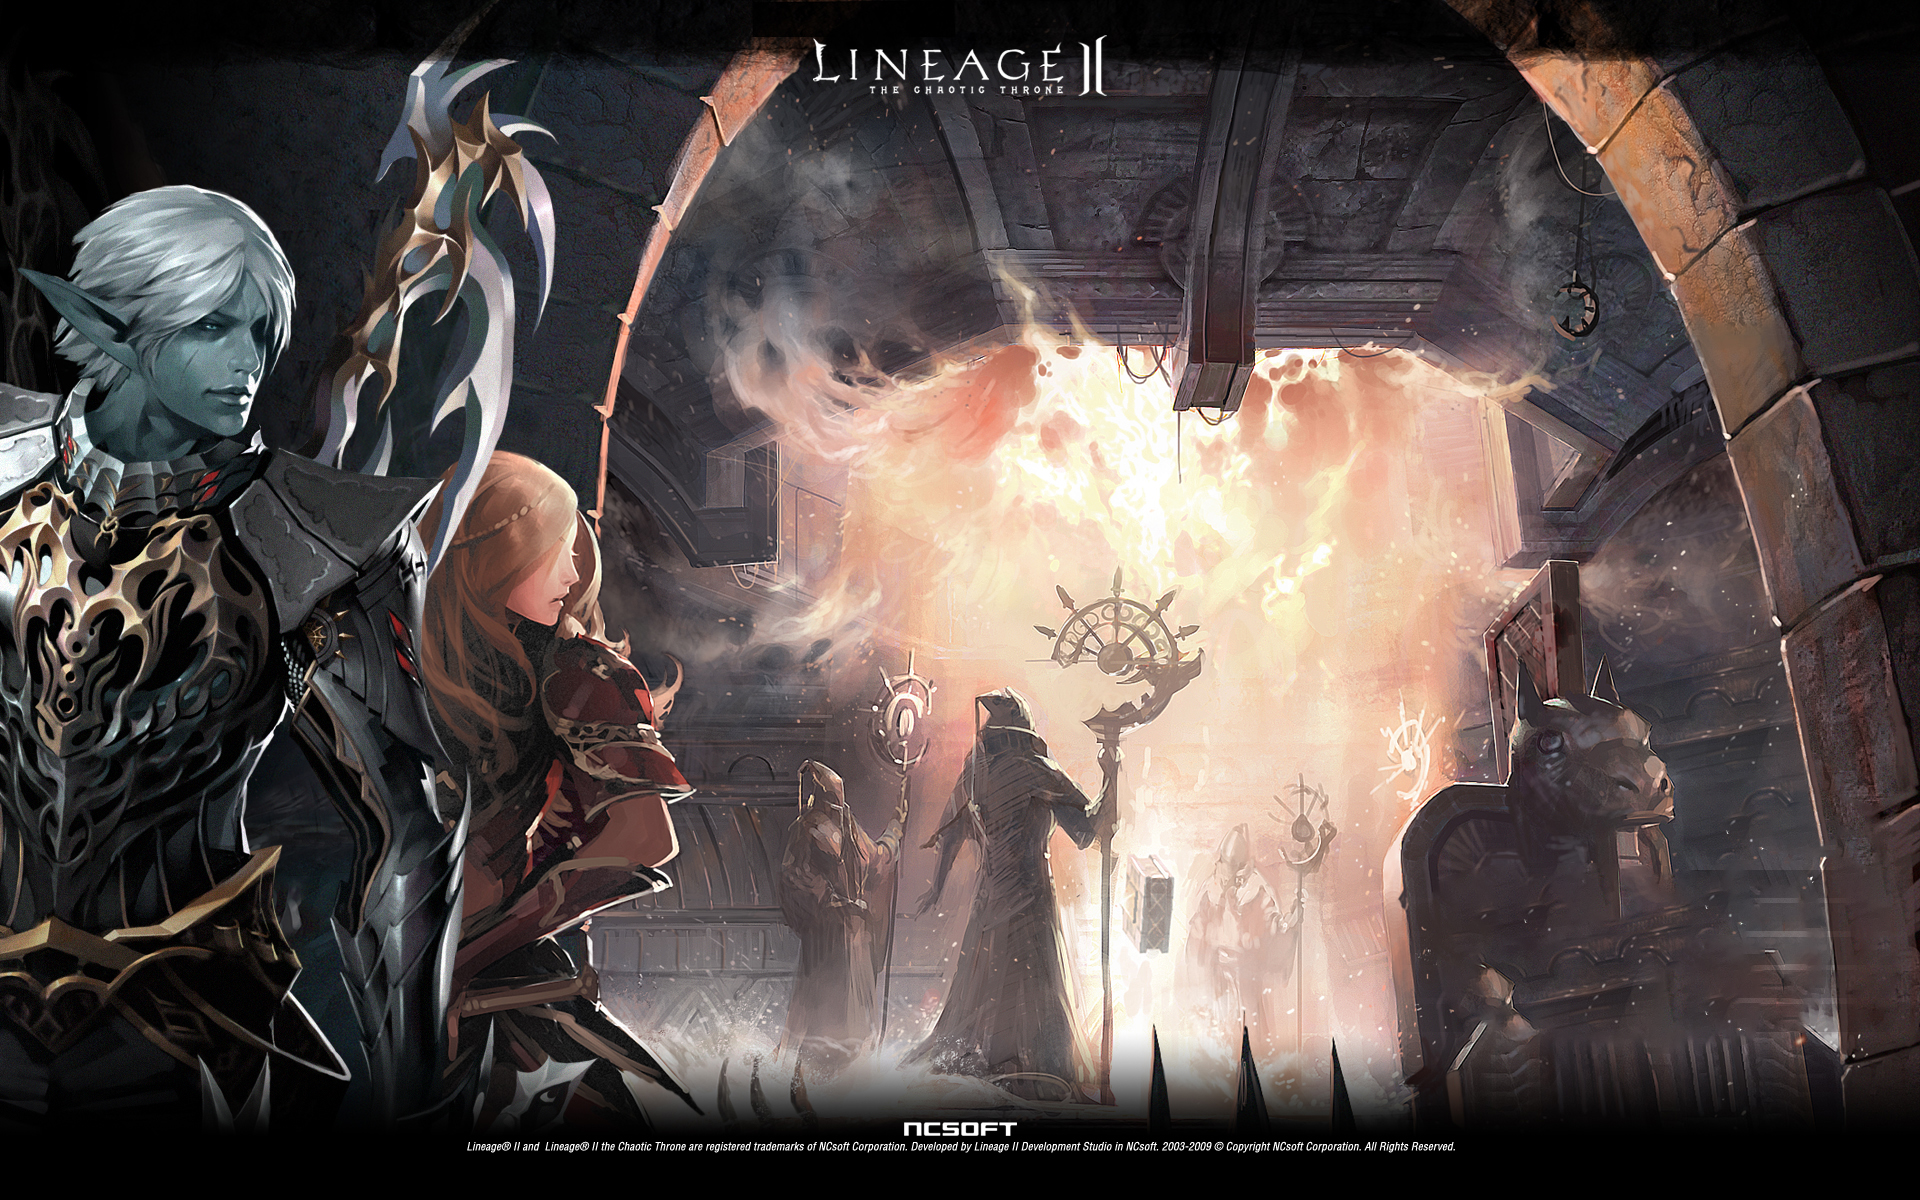 LINEAGE II
THE CHAOTIC THRONE
NCSOFT
Lineage® II and Lineage® II the Chaotic Throne are registered trademarks of NCsoft Corporation. Developed by Lineage II Development Studio in NCsoft. 2003-2009 © Copyright NCsoft Corporation. All Rights Reserved.